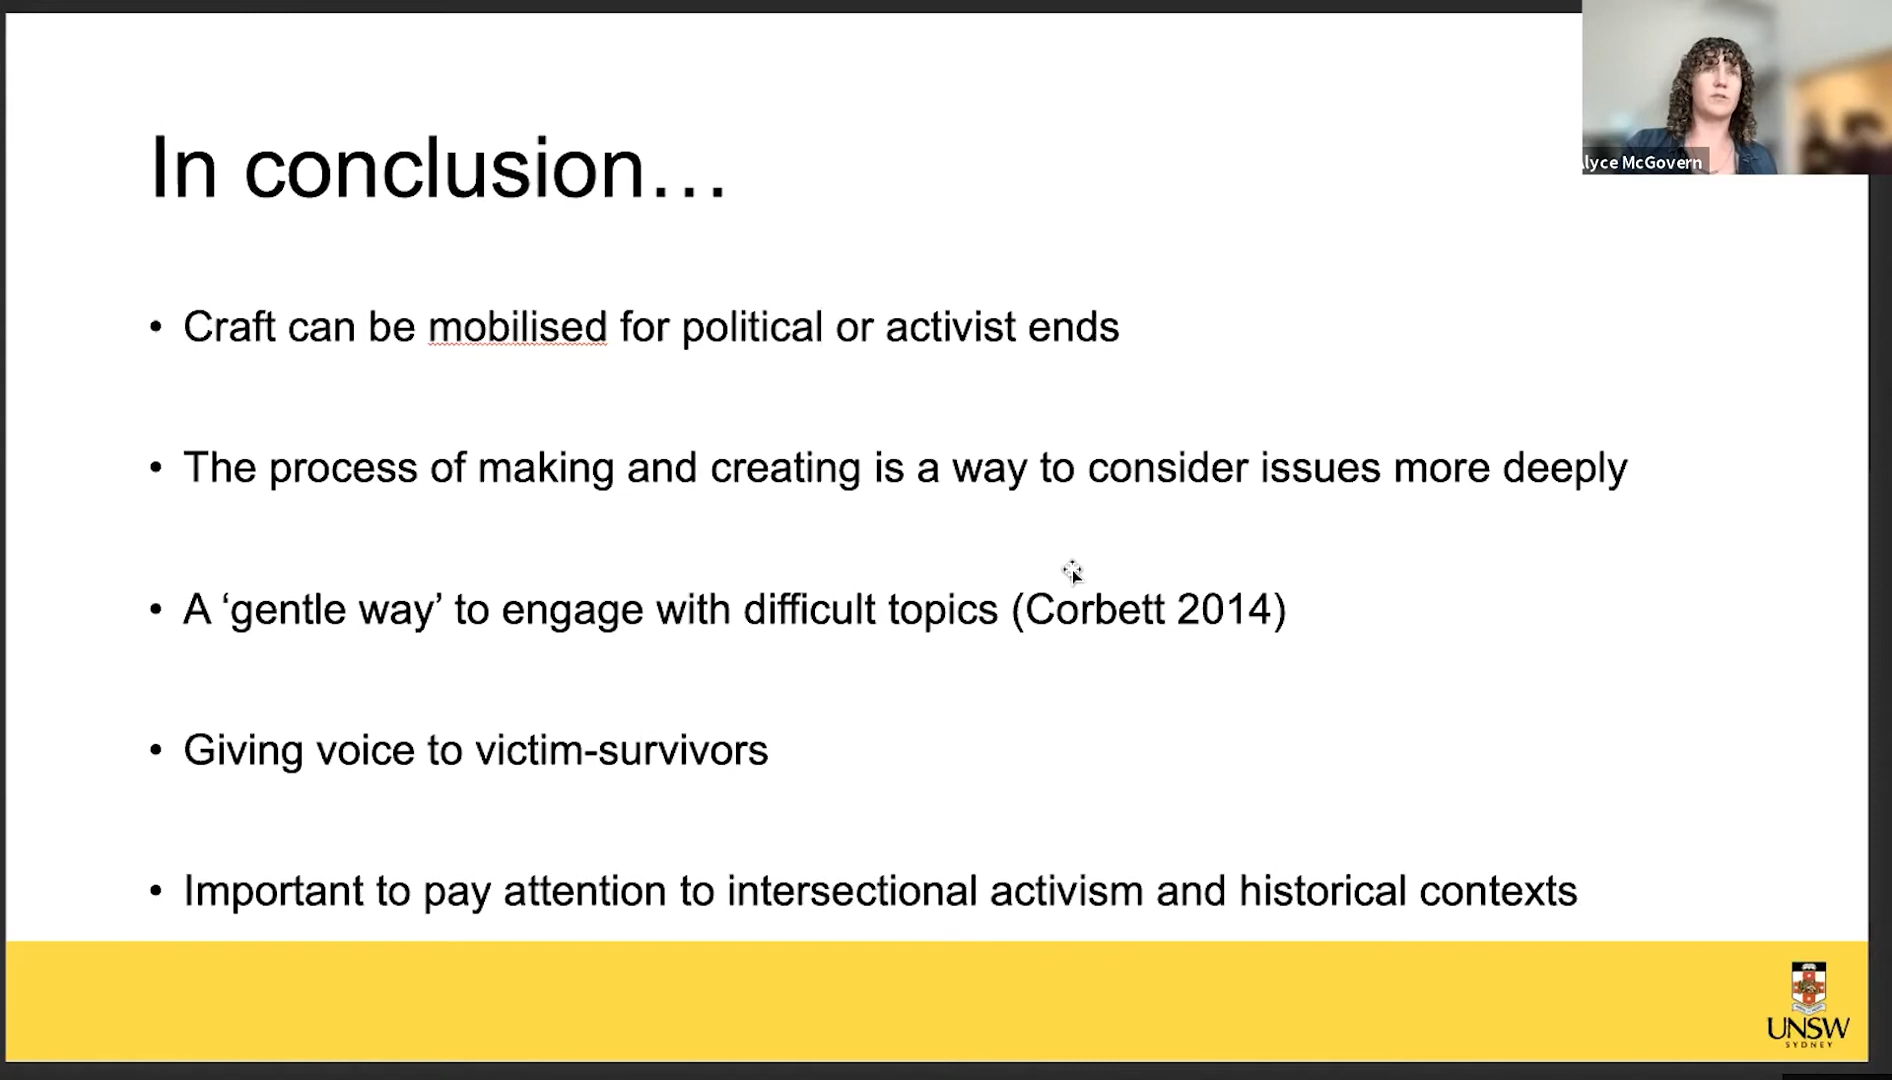 In conclusion…
lyce McGovern
• Craft can be mobilised for political or activist ends
• The process of making and creating is a way to consider issues more deeply
• A ‘gentle way’ to engage with difficult topics (Corbett 2014)
• Giving voice to victim-survivors
• Important to pay attention to intersectional activism and historical contexts
UNSW
SYDNEY